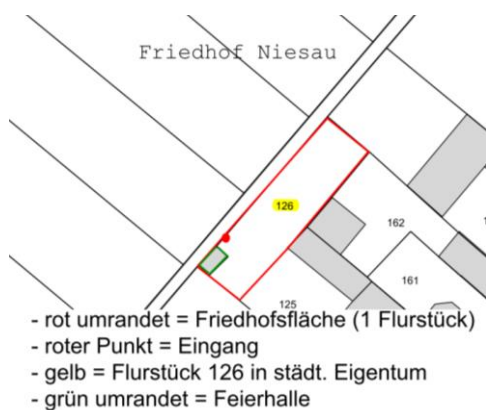 Friedhof Niesau
126
162
161
125
- rot umrandet = Friedhofsfläche (1 Flurstück)
- roter Punkt = Eingang
- gelb = Flurstück 126 in städt. Eigentum
- grün umrandet = Feierhalle